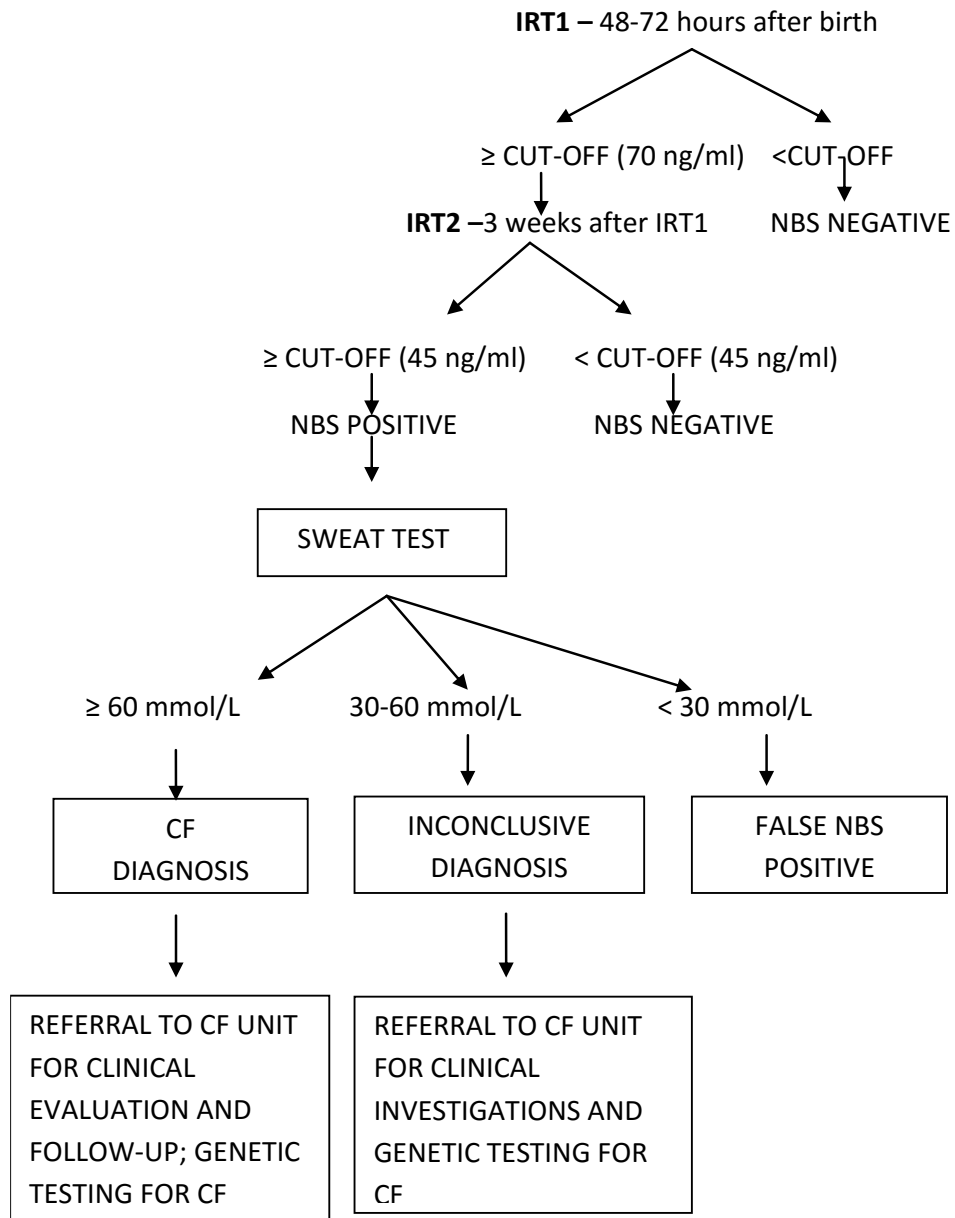 IRT1 – 48-72 hours after birth
≥ CUT-OFF (70 ng/ml) <CUT-OFF
IRT2 –3 weeks after IRT1 NBS NEGATIVE
≥ CUT-OFF (45 ng/ml) < CUT-OFF (45 ng/ml)
NBS POSITIVE NBS NEGATIVE
SWEAT TEST
≥ 60 mmol/L 30-60 mmol/L < 30 mmol/L
CF
DIAGNOSIS
INCONCLUSIVE
DIAGNOSIS
FALSE NBS
POSITIVE
REFERRAL TO CF UNIT
FOR CLINICAL
EVALUATION AND
FOLLOW-UP; GENETIC
TESTING FOR CF
REFERRAL TO CF UNIT
FOR CLINICAL
INVESTIGATIONS AND
GENETIC TESTING FOR
CF